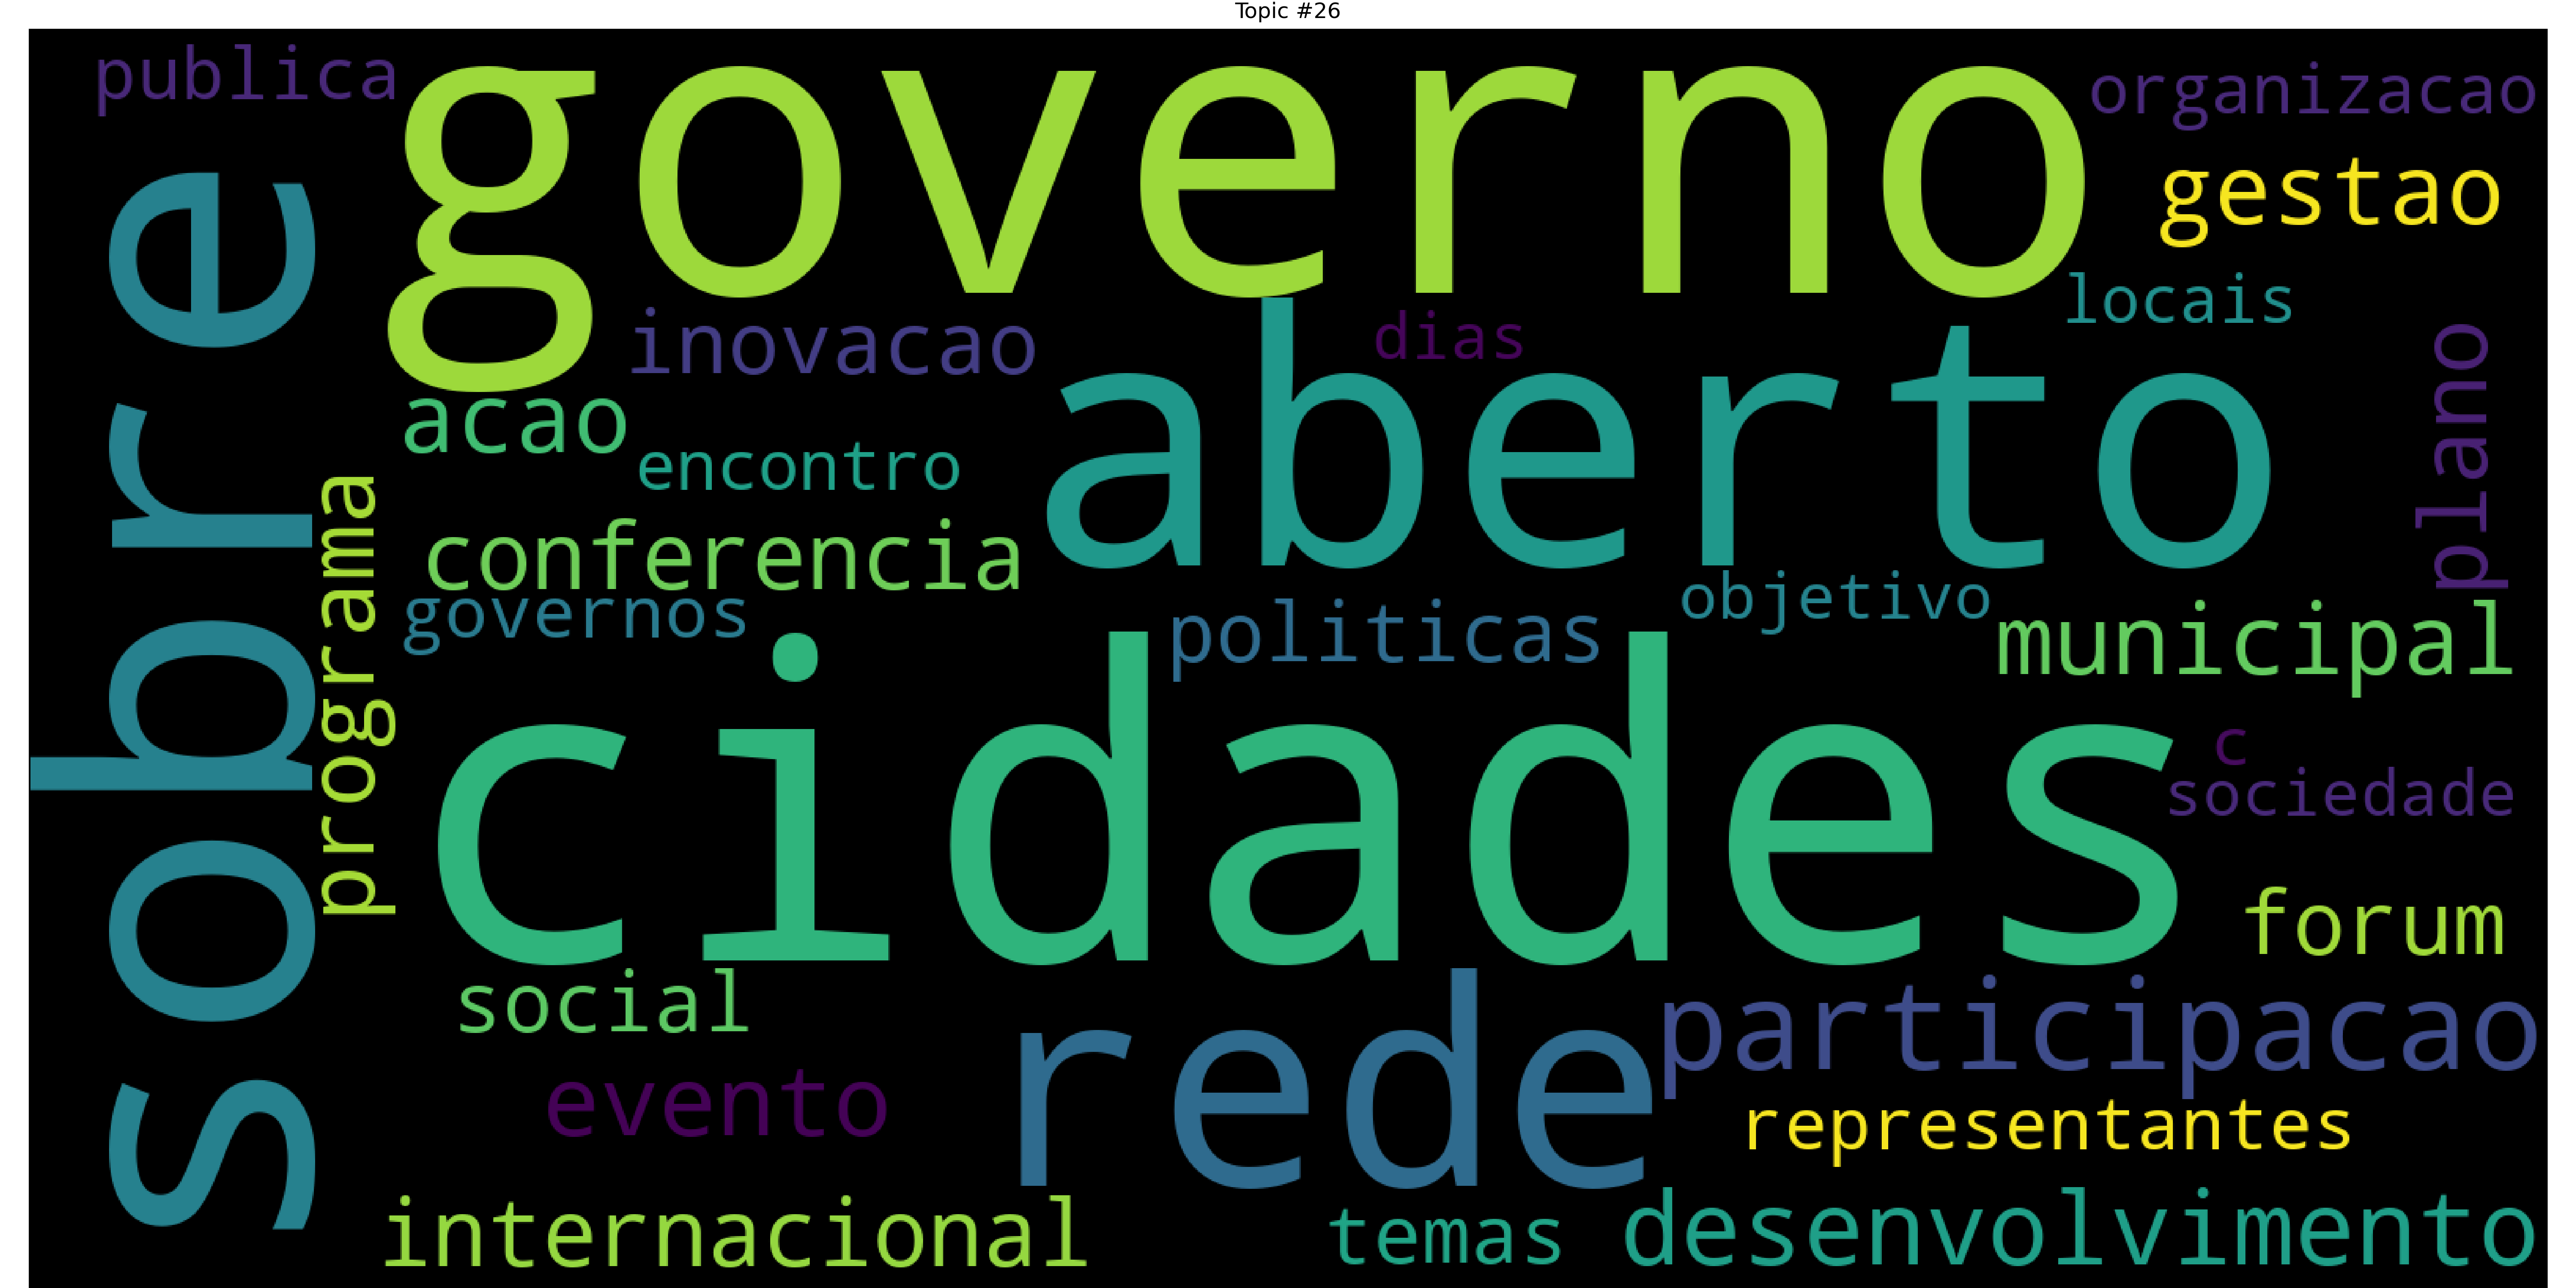 Topic #26
publica
governo
organizacao
gestao
sobre
locais
inovacao
dias
aberto
plano
acao
encontro
programa
conferencia
governos
politicas
objetivo
municipal
cidades
c
sociedade
forum
social
rede
participacao
evento
representantes
internacional
temas
desenvolvimento